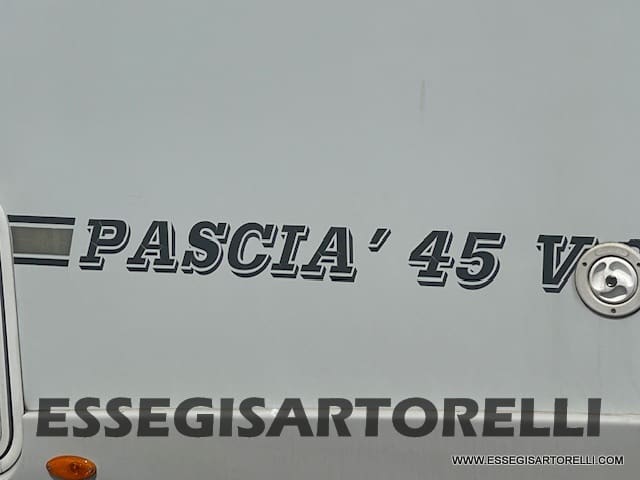 PASCIA' 45 V
ESSEGISARTORELLI
WWW.ESSEGISARTORELLI.COM